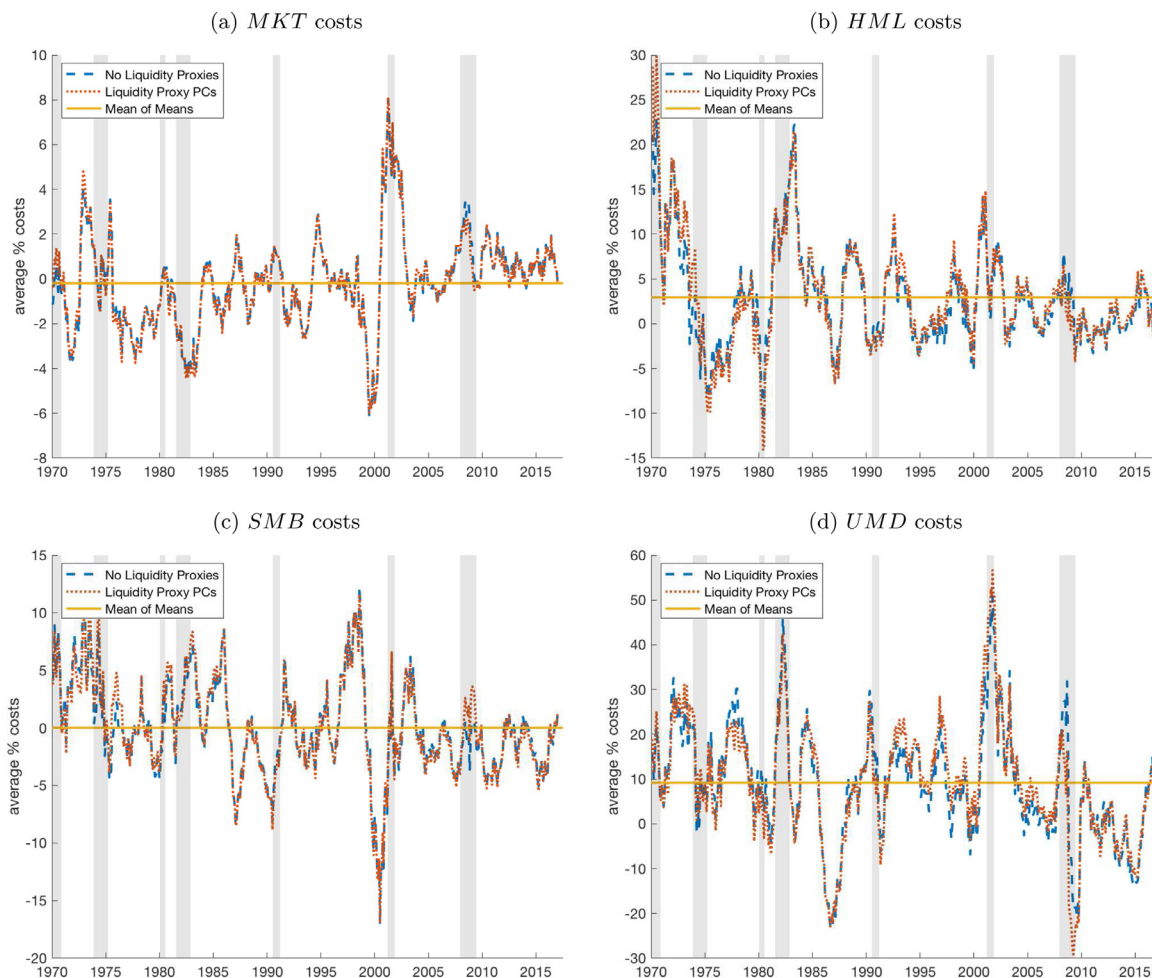 (a) MKT costs
10
8
6
4
2
0
-2
-4
-6
-8
average % costs
No Liquidity Proxies
Liquidity Proxy PCs
Mean of Means
1970 1975 1980 1985 1990 1995 2000 2005 2010 2015
(b) HML costs
30
25
20
15
10
5
0
-5
-10
-15
average % costs
No Liquidity Proxies
Liquidity Proxy PCs
Mean of Means
1970 1975 1980 1985 1990 1995 2000 2005 2010 2015
(c) SMB costs
15
10
5
0
-5
-10
-15
-20
average % costs
No Liquidity Proxies
Liquidity Proxy PCs
Mean of Means
1970 1975 1980 1985 1990 1995 2000 2005 2010 2015
(d) UMD costs
60
50
40
30
20
10
0
-10
-20
-30
average % costs
No Liquidity Proxies
Liquidity Proxy PCs
Mean of Means
1970 1975 1980 1985 1990 1995 2000 2005 2010 2015